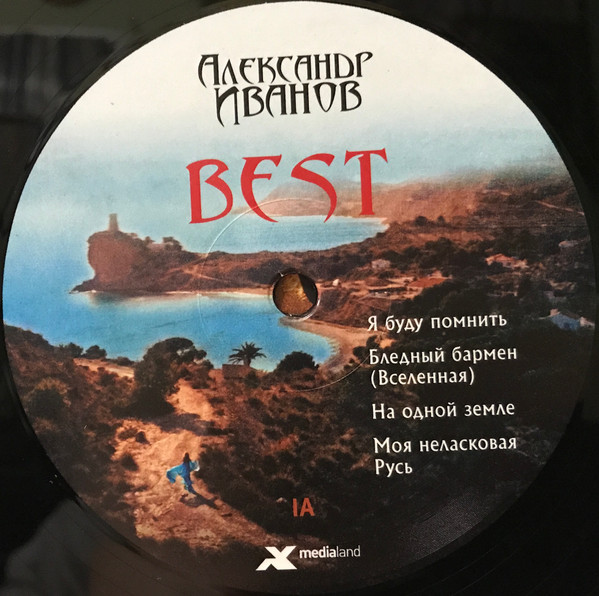 Александр
Иванов
BEST
Я буду помнить
Бледный бармен
(Вселенная)
На одной земле
Моя неласковая
Русь
IA
X medialand